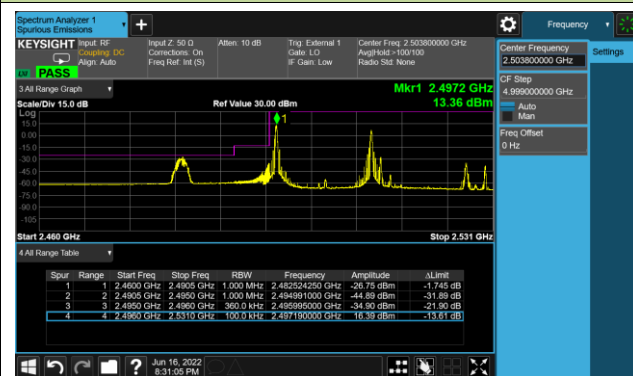 Spectrum Analyzer 1
Spurious Emissions
Frequency
KEYSIGHT Input: RF Input Z: 50 Ω Atten: 10 dB Trig: External 1 Center Freq: 2.503800000 GHz
Coupling: DC Corrections: On Gate: LO Avg|Hold:>100/100
Align: Auto Freq Ref: Int (S) IF Gain: Low Radio Std: None
PASS
Center Frequency
2.503800000 GHz
Settings
CF Step
4.999000000 GHz
Auto
Man
Freq Offset
0 Hz
3 All Range Graph
Mkr1 2.4972 GHz
Scale/Div 15.0 dB Ref Value 30.00 dBm 13.36 dBm
Log
15.0
0.00
-15.0
-30.0
-45.0
-60.0
-75.0
-90.0
-105
1
Start 2.460 GHz Stop 2.531 GHz
4 All Range Table
Spur Range Start Freq Stop Freq RBW Frequency Amplitude ΔLimit
1 1 2.4600 GHz 2.4905 GHz 1.000 MHz 2.482524250 GHz -26.75 dBm -1.745 dB
2 2 2.4905 GHz 2.4950 GHz 1.000 MHz 2.494991000 GHz -44.89 dBm -31.89 dB
3 3 2.4950 GHz 2.4960 GHz 360.0 kHz 2.495995000 GHz -34.90 dBm -21.90 dB
4 4 2.4960 GHz 2.5310 GHz 100.0 kHz 2.497190000 GHz 16.39 dBm -13.61 dB
Jun 16, 2022
8:31:05 PM